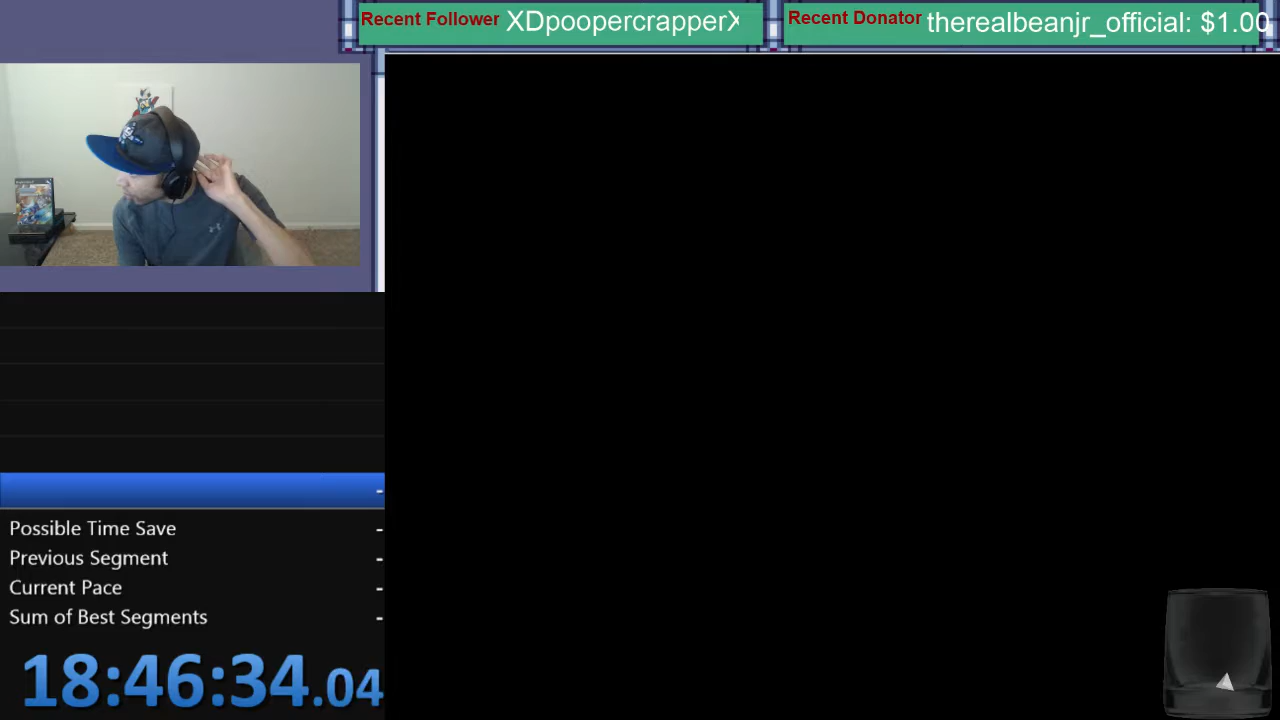 Recent Follower XDpoopercrapperX
Recent Donator therealbeanjr_official: $1.00
-
Possible Time Save -
Previous Segment -
Current Pace -
Sum of Best Segments -
18:46:34.04